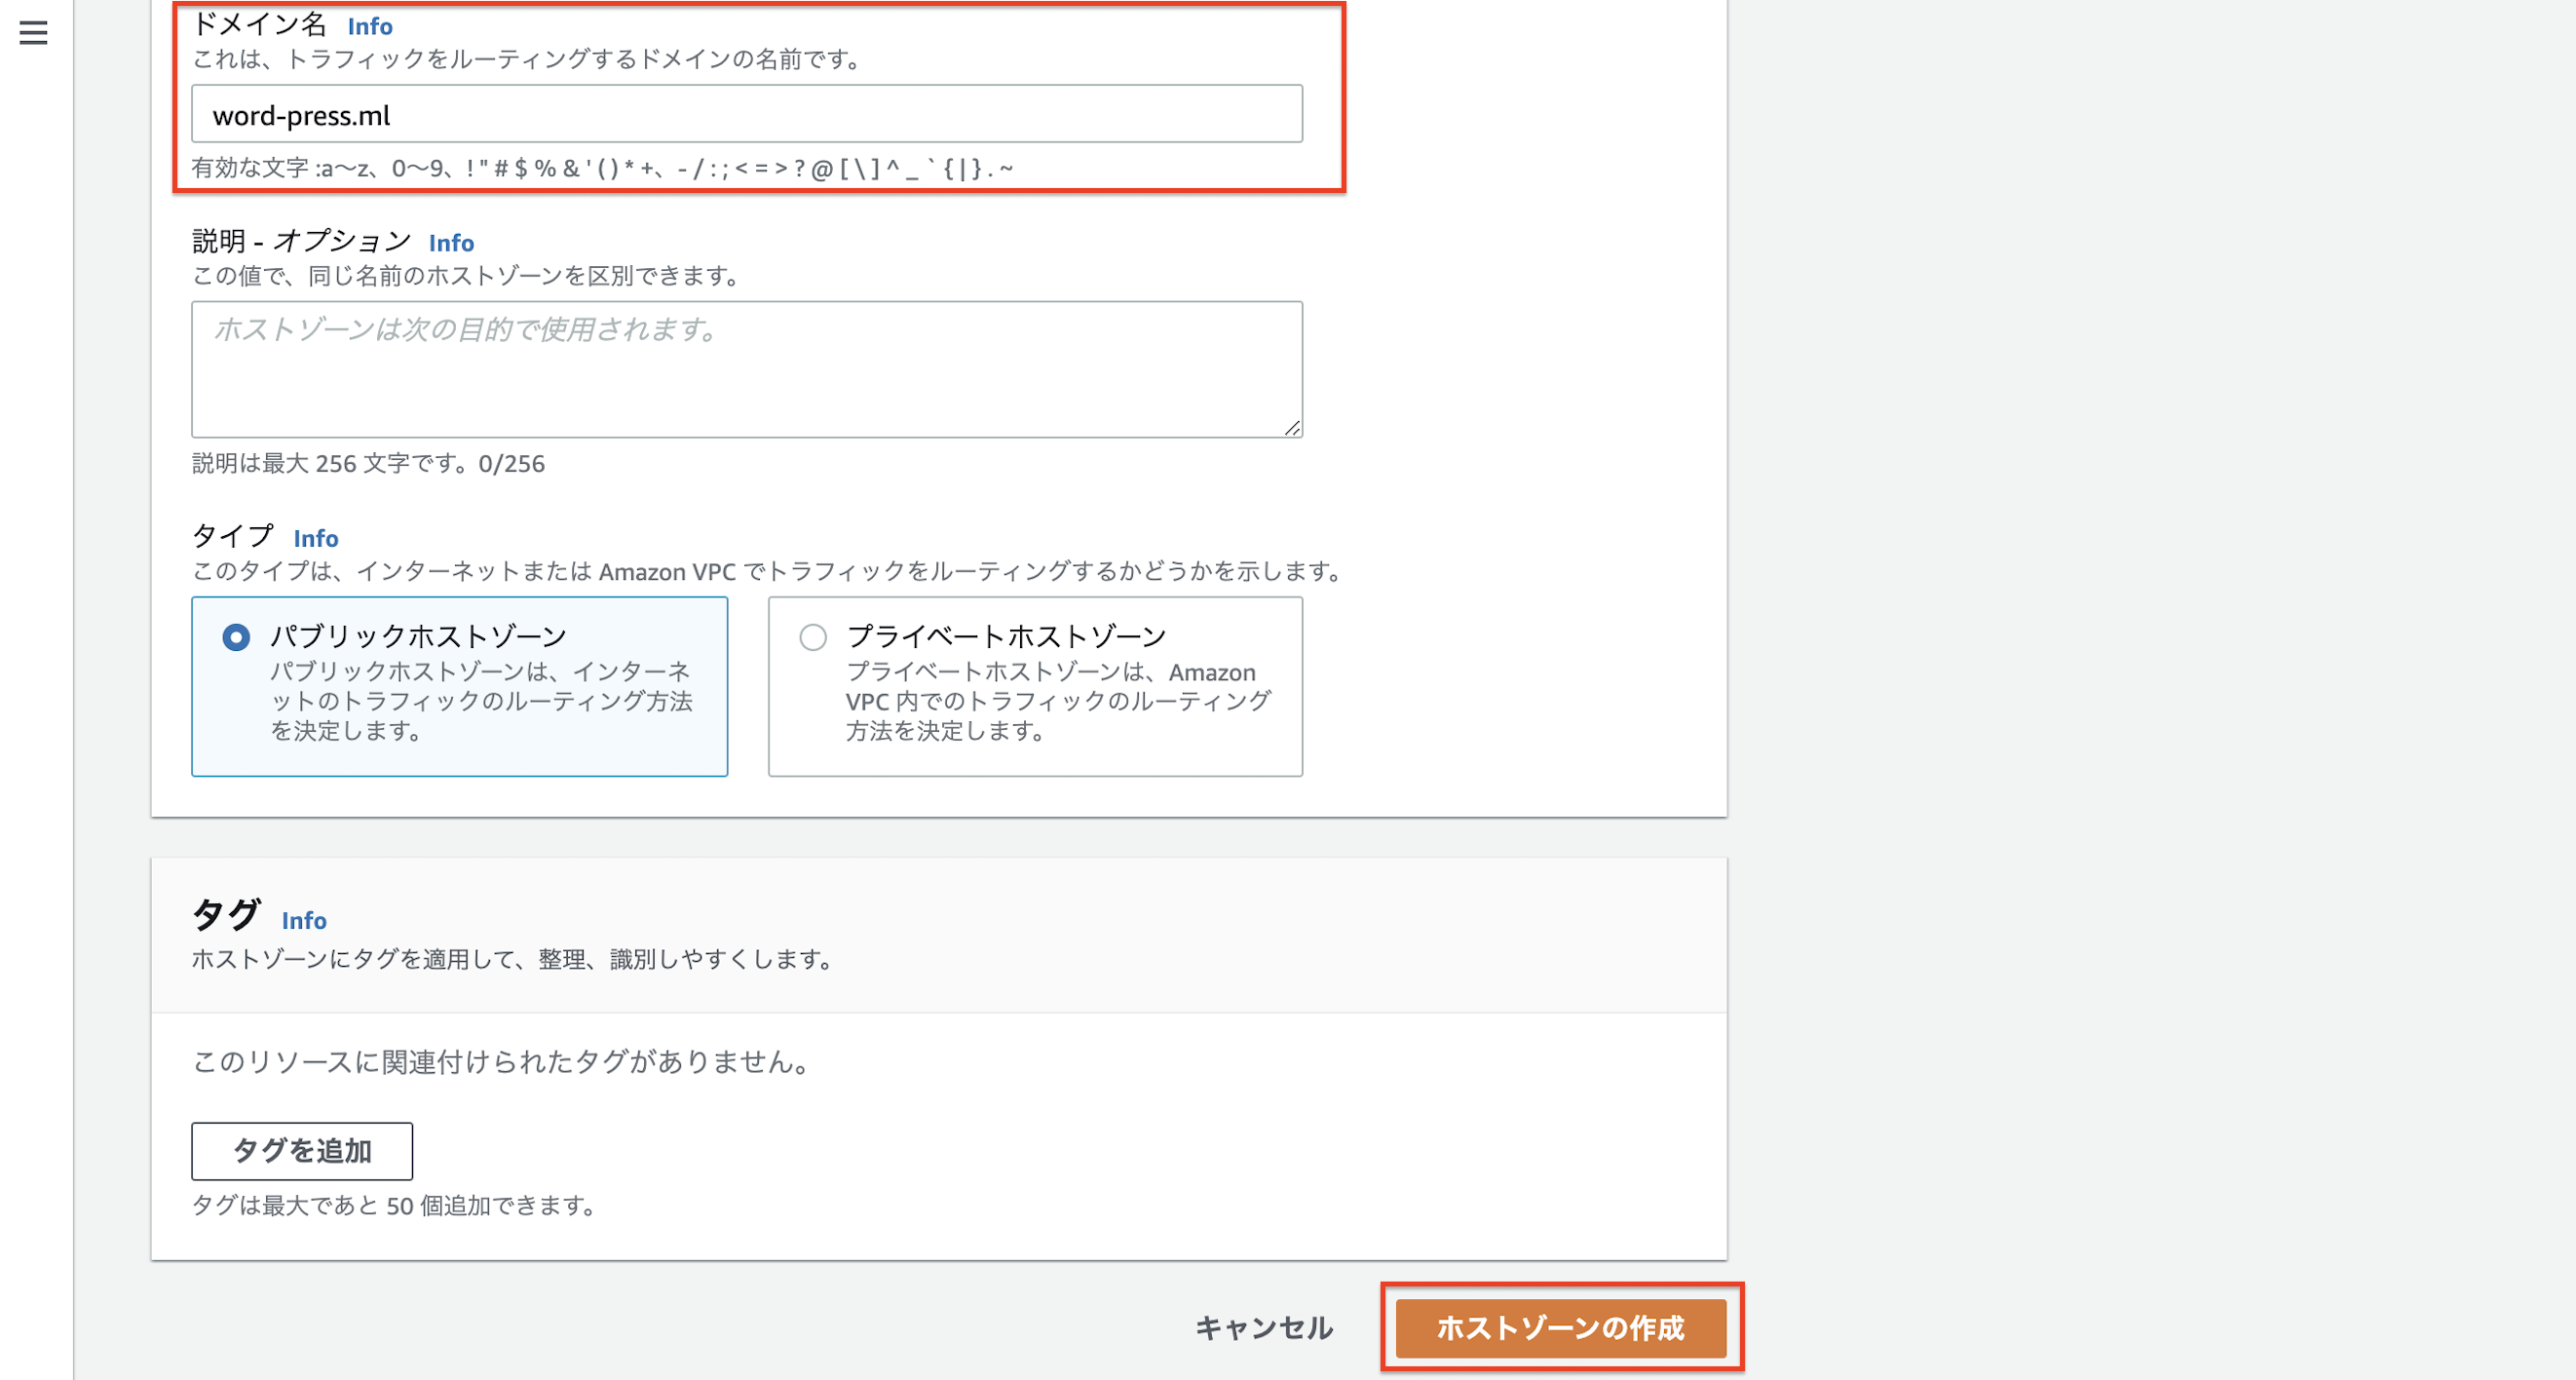 ドメイン名 Info
これは、トラフィックをルーティングするドメインの名前です。
word-press.ml
有効な文字 :a〜z、0〜9、! " # $ % & ' ( ) * +、 - / : ; < = > ? @ [ \ ] ^ _ ` { | } . ~
説明 - オプション Info
この値で、同じ名前のホストゾーンを区別できます。
ホストゾーンは次の目的で使用されます。
説明は最大 256 文字です。0/256
タイプ Info
このタイプは、インターネットまたは Amazon VPC でトラフィックをルーティングするかどうかを示します。
パブリックホストゾーン
パブリックホストゾーンは、インターネ
ットのトラフィックのルーティング方法
を決定します。
プライベートホストゾーン
プライベートホストゾーンは、Amazon
VPC 内でのトラフィックのルーティング
方法を決定します。
タグ Info
ホストゾーンにタグを適用して、整理、識別しやすくします。
このリソースに関連付けられたタグがありません。
タグを追加
タグは最大であと 50 個追加できます。
キャンセル
ホストゾーンの作成